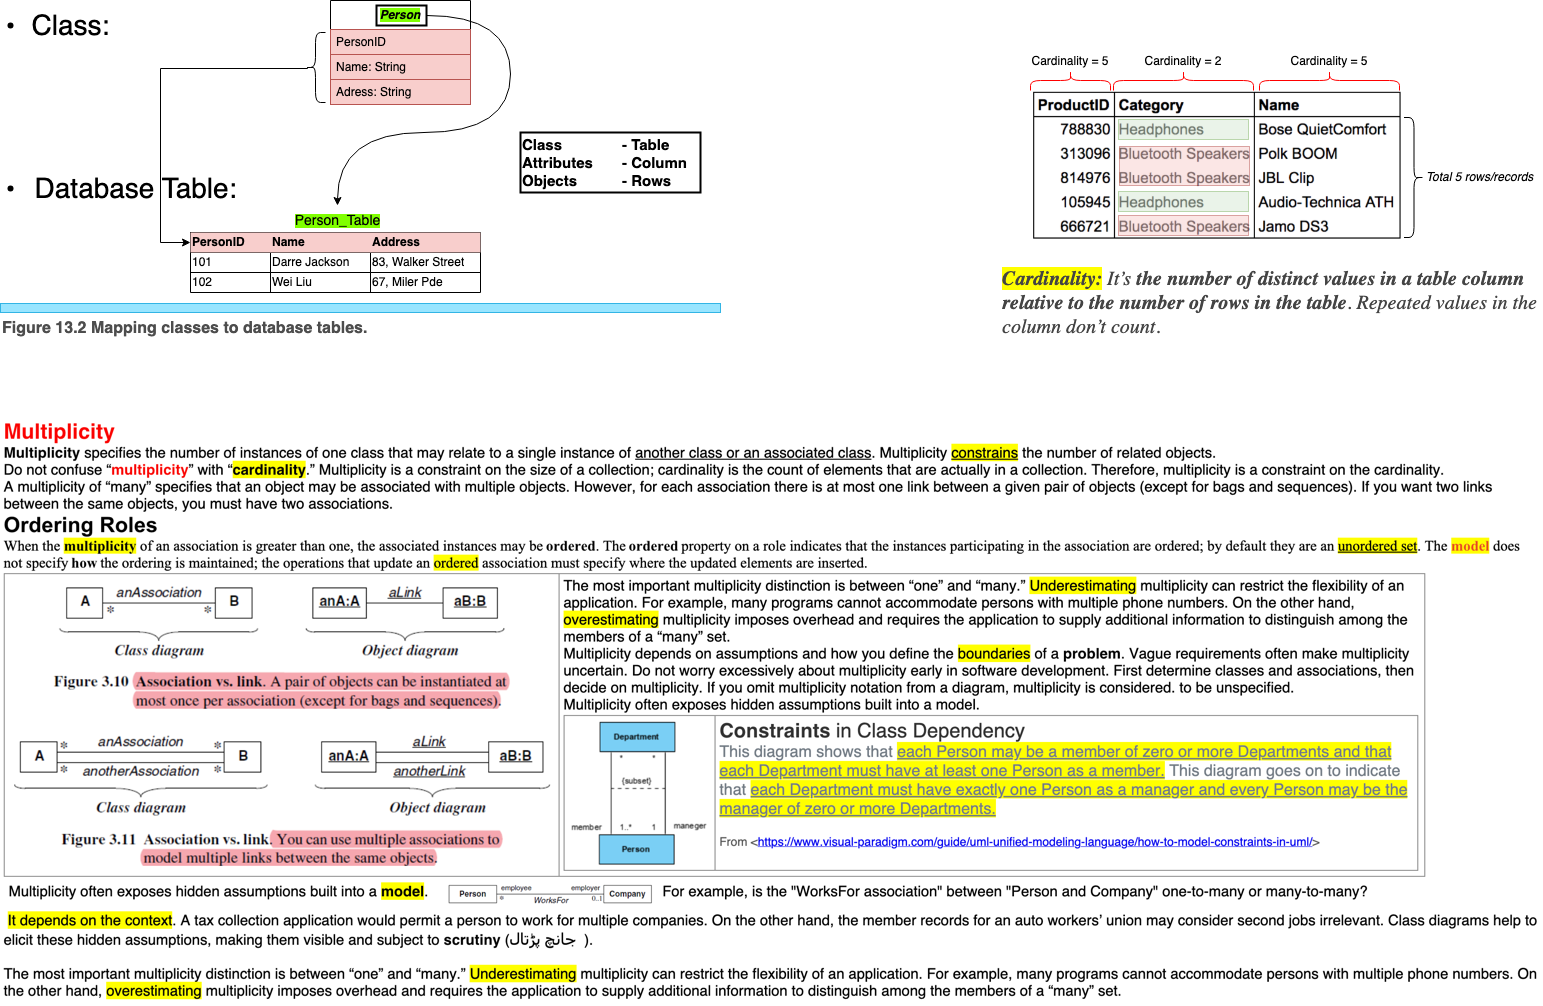 • Class:
Person
PersonID
Name: String
Adress: String
Class - Table
Attributes - Column
Objects - Rows
• Database Table:
Person_Table
PersonID Name Address
101 Darre Jackson 83, Walker Street
102 Wei Liu 67, Miler Pde
Figure 13.2 Mapping classes to database tables.
Cardinality = 5 Cardinality = 2 Cardinality = 5
ProductID Category Name
788830 Headphones Bose QuietComfort
313096 Bluetooth Speakers Polk BOOM
814976 Bluetooth Speakers JBL Clip
105945 Headphones Audio-Technica ATH
666721 Bluetooth Speakers Jamo DS3
Total 5 rows/records
Cardinality: It's the number of distinct values in a table column
relative to the number of rows in the table. Repeated values in the
column don't count.
Multiplicity
Multiplicity specifies the number of instances of one class that may relate to a single instance of another class or an associated class. Multiplicity constrains the number of related objects.
Do not confuse “multiplicity” with “cardinality.” Multiplicity is a constraint on the size of a collection; cardinality is the count of elements that are actually in a collection. Therefore, multiplicity is a constraint on the cardinality.
A multiplicity of “many” specifies that an object may be associated with multiple objects. However, for each association there is at most one link between a given pair of objects (except for bags and sequences). If you want two links
between the same objects, you must have two associations.
Ordering Roles
When the multiplicity of an association is greater than one, the associated instances may be ordered. The ordered property on a role indicates that the instances participating in the association are ordered; by default they are an unordered set. The model does
not specify how the ordering is maintained; the operations that update an ordered association must specify where the updated elements are inserted.
A anAssociation B
* *
anA:A aLink aB:B
Class diagram Object diagram
Figure 3.10 Association vs. link. A pair of objects can be instantiated at
most once per association (except for bags and sequences).
A * anAssociation * B
* anotherAssociation *
anA:A aLink aB:B
anotherLink
Class diagram Object diagram
Figure 3.11 Association vs. link. You can use multiple associations to
model multiple links between the same objects.
The most important multiplicity distinction is between “one” and “many.” Underestimating multiplicity can restrict the flexibility of an
application. For example, many programs cannot accommodate persons with multiple phone numbers. On the other hand,
overestimating multiplicity imposes overhead and requires the application to supply additional information to distinguish among the
members of a “many” set.
Multiplicity depends on assumptions and how you define the boundaries of a problem. Vague requirements often make multiplicity
uncertain. Do not worry excessively about multiplicity early in software development. First determine classes and associations, then
decide on multiplicity. If you omit multiplicity notation from a diagram, multiplicity is considered. to be unspecified.
Multiplicity often exposes hidden assumptions built into a model.
Department
* *
{subset}
member 1..* 1 maneger
Person
Constraints in Class Dependency
This diagram shows that each Person may be a member of zero or more Departments and that
each Department must have at least one Person as a member. This diagram goes on to indicate
that each Department must have exactly one Person as a manager and every Person may be the
manager of zero or more Departments.
From <https://www.visual-paradigm.com/guide/uml-unified-modeling-language/how-to-model-constraints-in-uml/>
Multiplicity often exposes hidden assumptions built into a model.
Person employee employer Company
* WorksFor 0..1
For example, is the "WorksFor association" between "Person and Company" one-to-many or many-to-many?
It depends on the context. A tax collection application would permit a person to work for multiple companies. On the other hand, the member records for an auto workers’ union may consider second jobs irrelevant. Class diagrams help to
elicit these hidden assumptions, making them visible and subject to scrutiny (جانچ پڑتال ).
The most important multiplicity distinction is between “one” and “many.” Underestimating multiplicity can restrict the flexibility of an application. For example, many programs cannot accommodate persons with multiple phone numbers. On
the other hand, overestimating multiplicity imposes overhead and requires the application to supply additional information to distinguish among the members of a “many” set.